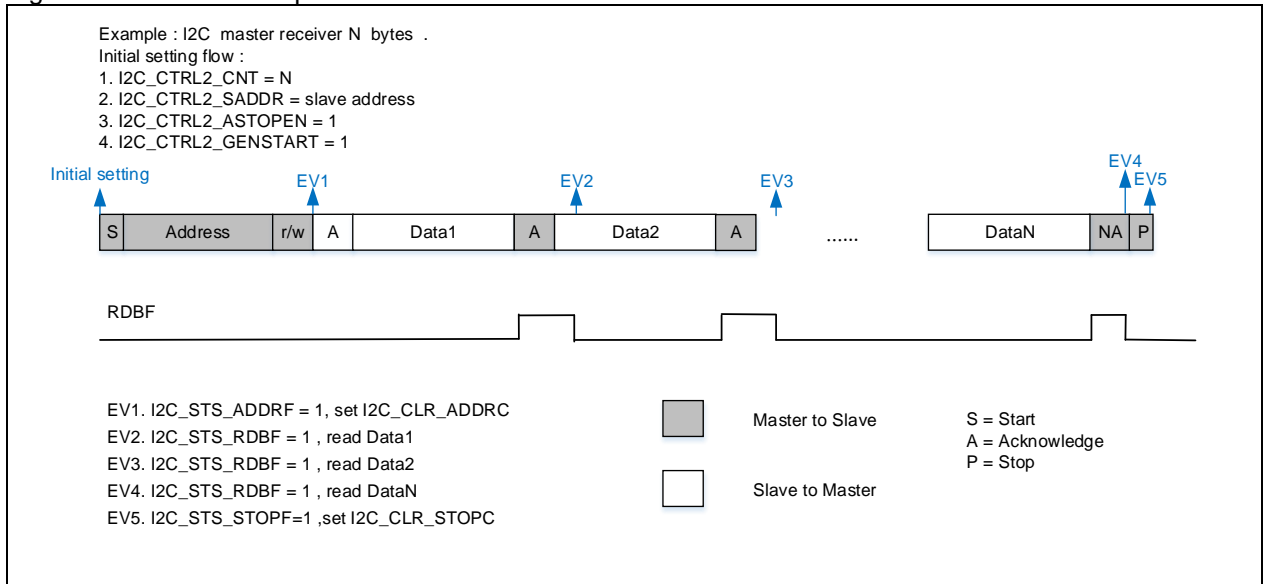 Example : I2C master receiver N bytes .
Initial setting flow :
1. I2C_CTRL2_CNT = N
2. I2C_CTRL2_SADDR = slave address
3. I2C_CTRL2_ASTOPEN = 1
4. I2C_CTRL2_GENSTART = 1
Initial setting
EV1
EV2
EV3
EV4
EV5
S Address r/w A Data1 A Data2 A ...... DataN NA P
RDBF
EV1. I2C_STS_ADDRF = 1, set I2C_CLR_ADDRC
EV2. I2C_STS_RDBF = 1 , read Data1
EV3. I2C_STS_RDBF = 1 , read Data2
EV4. I2C_STS_RDBF = 1 , read DataN
EV5. I2C_STS_STOPF=1 ,set I2C_CLR_STOPC
Master to Slave
Slave to Master
S = Start
A = Acknowledge
P = Stop